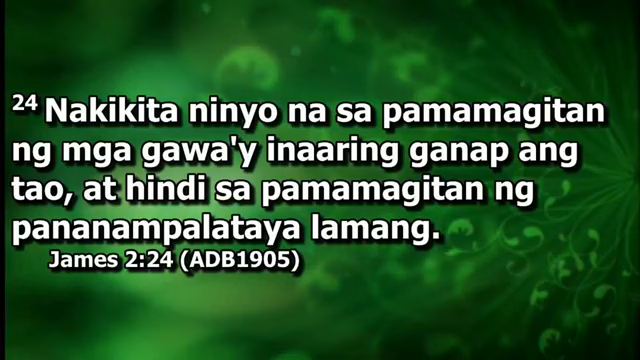 24 Nakikita ninyo na sa pamamagitan
ng mga gawa'y inaaring ganap ang
tao, at hindi sa pamamagitan ng
pananampalataya lamang.
James 2:24 (ADB1905)